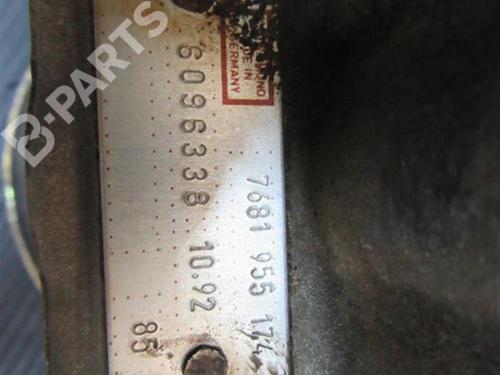 MADE IN
GERMANY
7681 955 174
6096338 10.92
85
B-PARTS